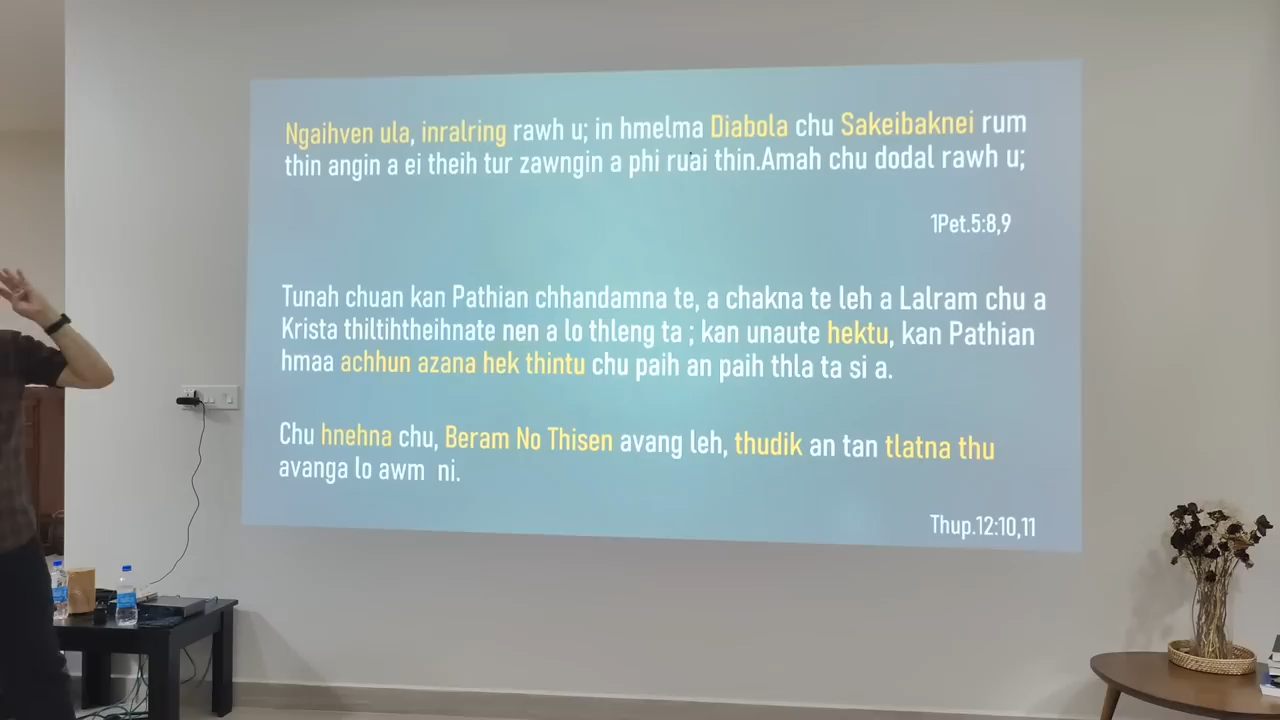 Ngaihven ula, inralring rawh u; in hmelma Diabola chu Sakeibaknei rum
thin angin a ei theih tur zawngin a phi ruai thin.Amah chu dodal rawh u;
1Pet.5:8,9
Tunah chuan kan Pathian chhandamna te, a chakna te leh a Lalram chu a
Krista thiltihtheihnate nen a lo thleng ta ; kan unaute hektu, kan Pathian
hmaa achhun azana hek thintu chu paih an paih thla ta si a.
Chu hnehna chu, Beram No Thisen avang leh, thudik an tan tlatna thu
avanga lo awm ni.
Thup.12:10,11